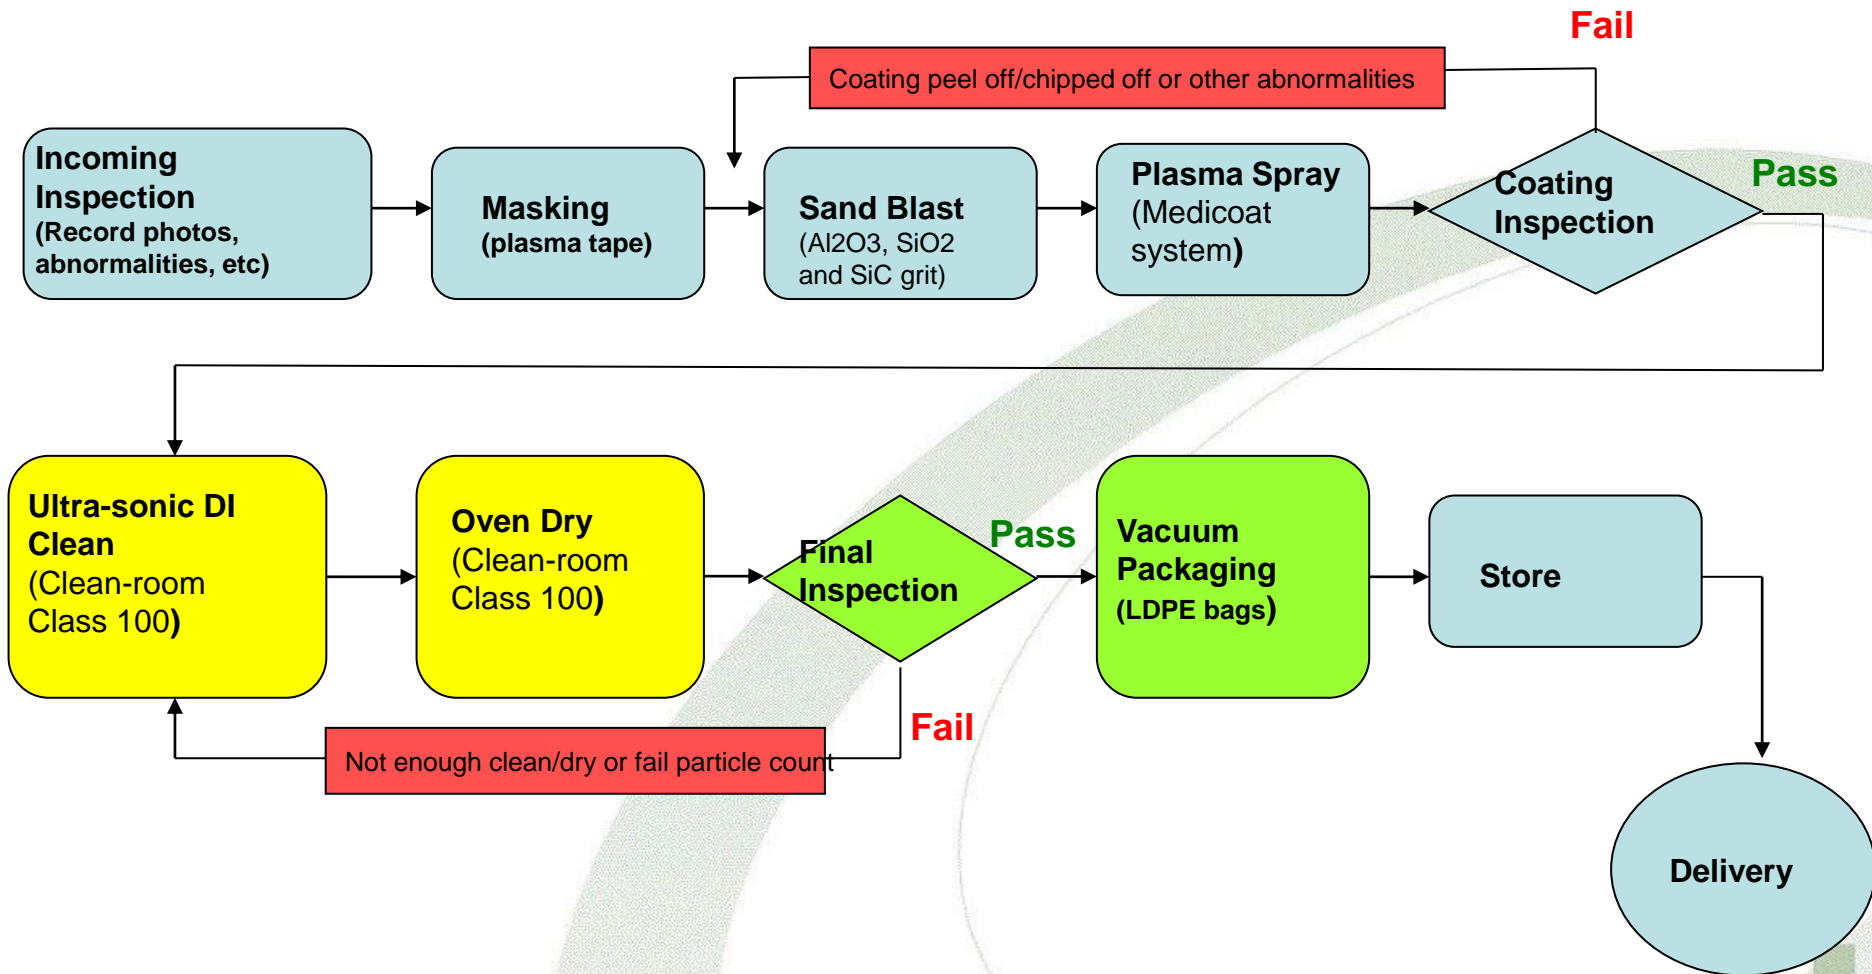 Fail
Coating peel off/chipped off or other abnormalities
Incoming
Inspection
(Record photos,
abnormalities, etc)
Masking
(plasma tape)
Sand Blast
(Al2O3, SiO2
and SiC grit)
Plasma Spray
(Medicoat
system)
Coating
Inspection
Pass
Ultra-sonic DI
Clean
(Clean-room
Class 100)
Oven Dry
(Clean-room
Class 100)
Final
Inspection
Pass
Fail
Not enough clean/dry or fail particle count
Vacuum
Packaging
(LDPE bags)
Store
Delivery